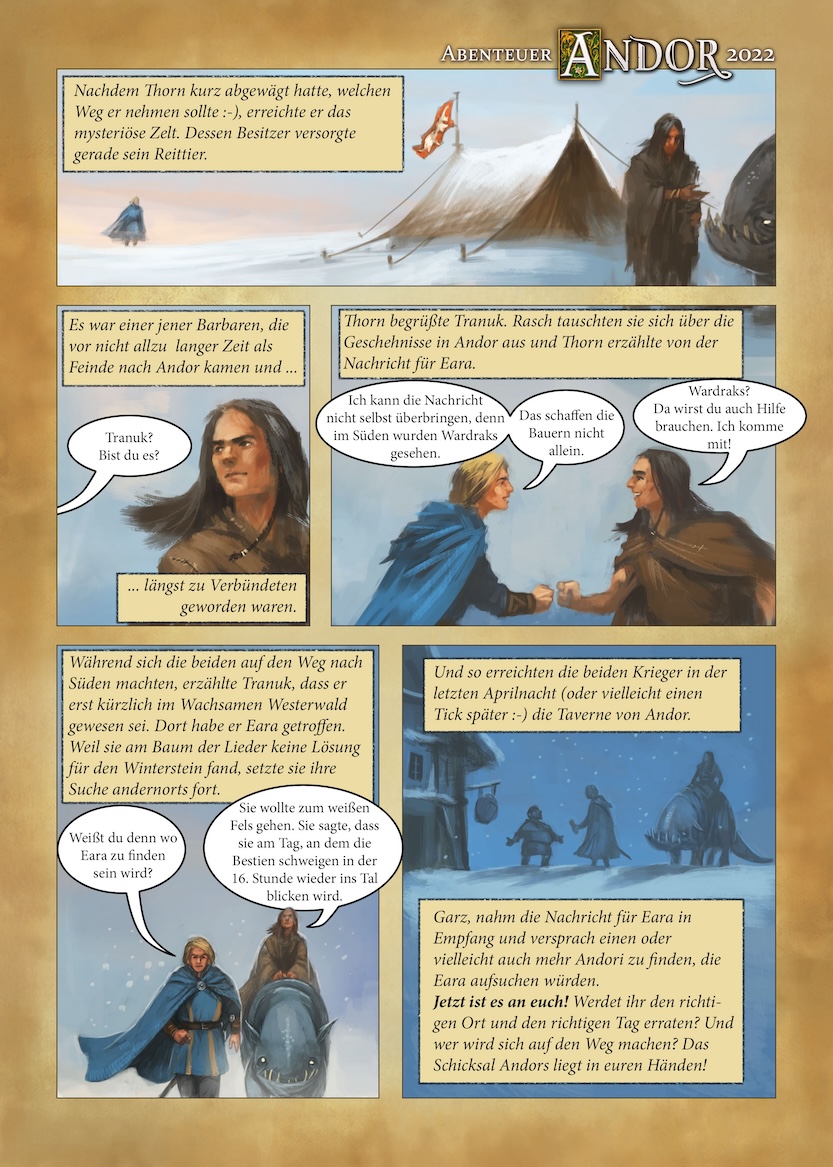 ABENTEUER ANDOR 2022
Nachdem Thorn kurz abgewägt hatte, welchen
Weg er nehmen sollte :-), erreichte er das
mysteriöse Zelt. Dessen Besitzer versorgte
gerade sein Reittier.
Es war einer jener Barbaren, die
vor nicht allzu langer Zeit als
Feinde nach Andor kamen und ...
Tranuk?
Bist du es?
... längst zu Verbündeten
geworden waren.
Thorn begrüßte Tranuk. Rasch tauschten sie sich über die
Geschehnisse in Andor aus und Thorn erzählte von der
Nachricht für Eara.
Ich kann die Nachricht
nicht selbst überbringen, denn
im Süden wurden Wardraks
gesehen.
Das schaffen die
Bauern nicht
allein.
Wardraks?
Da wirst du auch Hilfe
brauchen. Ich komme
mit!
Während sich die beiden auf den Weg nach
Süden machten, erzählte Tranuk, dass er
erst kürzlich im Wachsamen Westerwald
gewesen sei. Dort habe er Eara getroffen.
Weil sie am Baum der Lieder keine Lösung
für den Winterstein fand, setzte sie ihre
Suche andernorts fort.
Weißt du denn wo
Eara zu finden
sein wird?
Sie wollte zum weißen
Fels gehen. Sie sagte, dass
sie am Tag, an dem die
Bestien schweigen in der
16. Stunde wieder ins Tal
blicken wird.
Und so erreichten die beiden Krieger in der
letzten Aprilnacht (oder vielleicht einen
Tick später :-) die Taverne von Andor.
Garz, nahm die Nachricht für Eara in
Empfang und versprach einen oder
vielleicht auch mehr Andori zu finden, die
Eara aufsuchen würden.
Jetzt ist es an euch! Werdet ihr den richti-
gen Ort und den richtigen Tag erraten? Und
wer wird sich auf den Weg machen? Das
Schicksal Andors liegt in euren Händen!